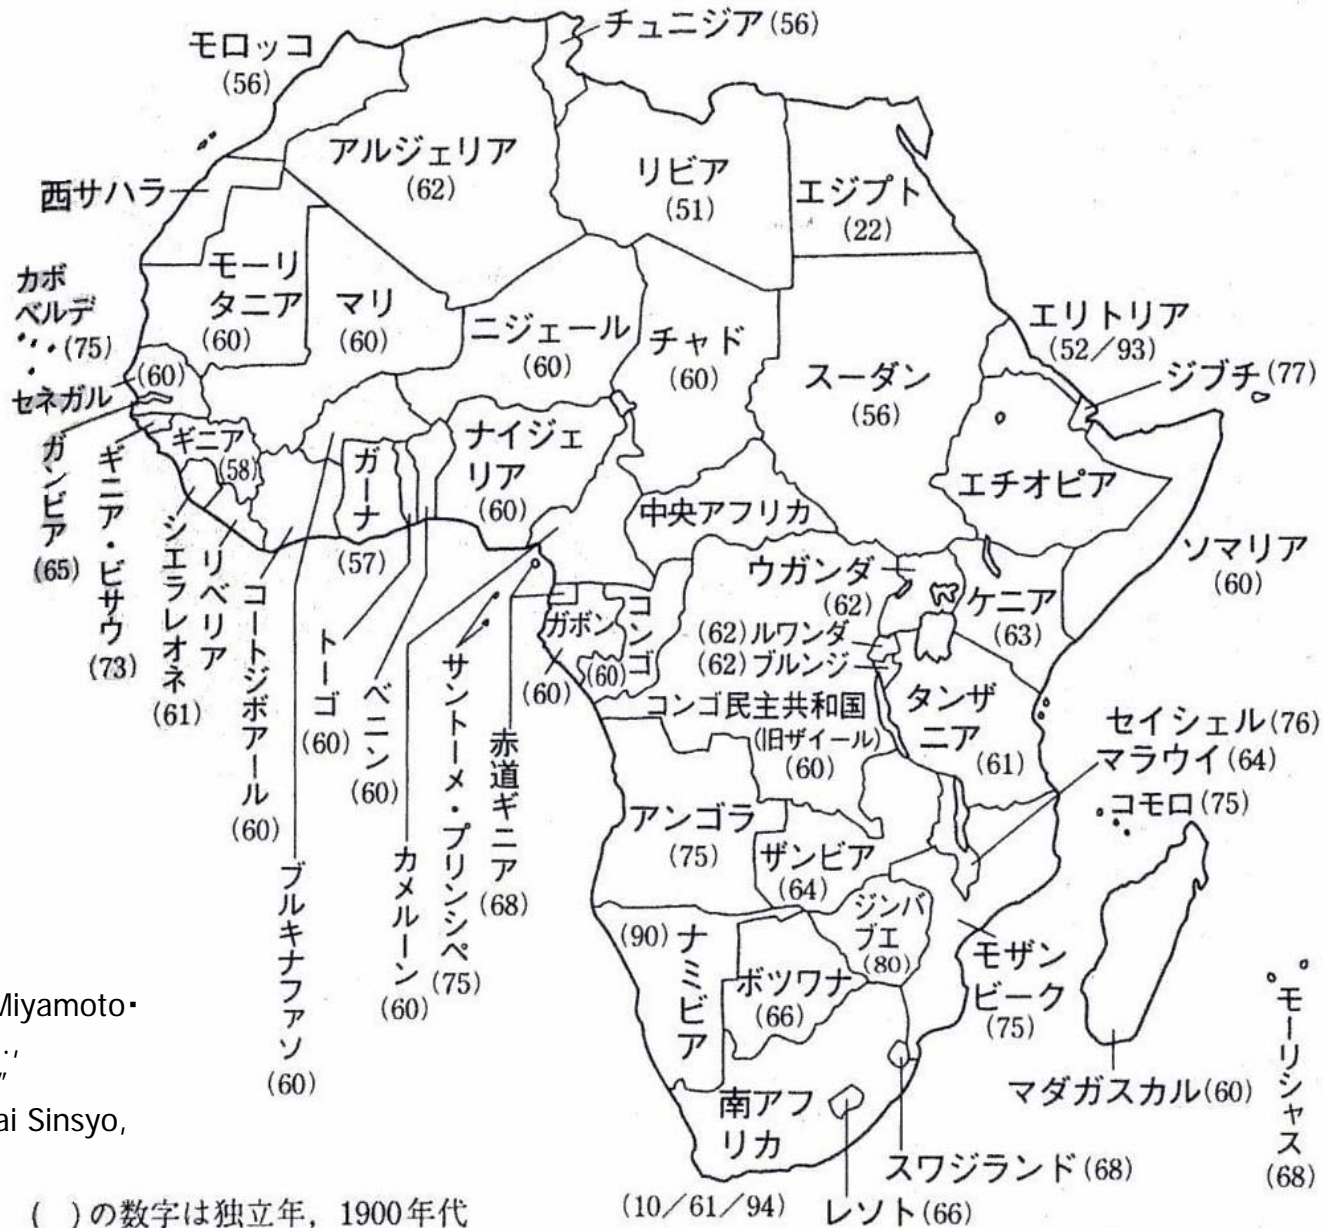 チュニジア(56)
モロッコ
(56)
アルジェリア
(62)
リビア
(51)
エジプト
(22)
西サハラ
モーリ
タニア
(60)
マリ
(60)
ニジェール
(60)
チャド
(60)
スーダン
(56)
エリトリア
(52/93)
ジブチ(77)
カボ
ベルデ
(75)
(60)
セネガル
ガンビア
(65)
ギニア・ビサウ
(73)
ギニア
(58)
シエラレオネ
(61)
リベリア
コートジボアール
(60)
ブルキナファソ
(60)
ガーナ
(57)
トーゴ
(60)
ベニン
(60)
ナイジェ
リア
(60)
カメルーン
(60)
サントーメ・プリンシペ
(75)
赤道ギニア
(68)
中央アフリカ
エチオピア
ソマリア
(60)
ウガンダ
(62)
ケニア
(63)
(62)ルワンダ
(62)ブルンジ
ガボン
(60)
コンゴ
(60)
コンゴ民主共和国
(旧ザイール)
(60)
タンザ
ニア
(61)
セイシェル(76)
マラウイ(64)
コモロ(75)
アンゴラ
(75)
ザンビア
(64)
ジンバ
ブエ
(80)
モザン
ビーク
(75)
(90)
ナミビア
ボツワナ
(66)
マダガスカル(60)
モーリシャス
(68)
南アフ
リカ
(10/61/94)
スワジランド(68)
レソト(66)
Miyamoto・
.,
”
ai Sinsyo,
( )の数字は独立年，1900年代